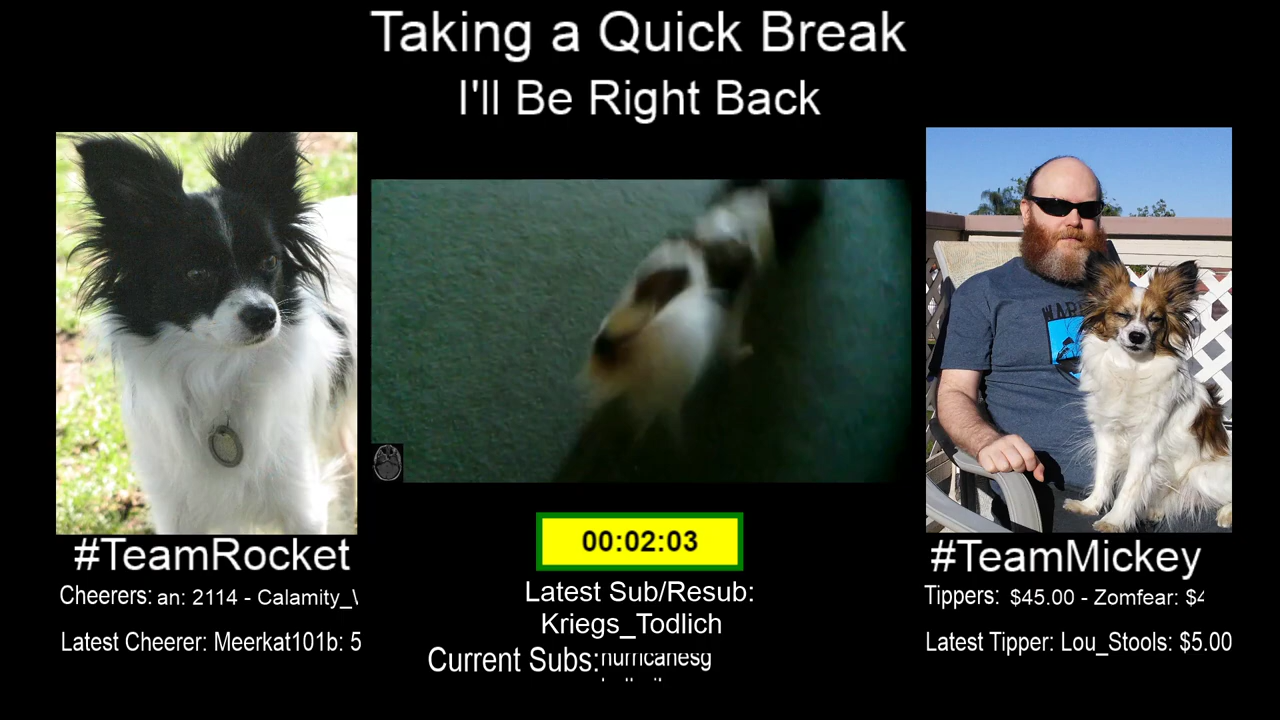 Taking a Quick Break
I'll Be Right Back
#TeamRocket
Cheerers: an: 2114 - Calamity_
Latest Cheerer: Meerkat101b: 5
00:02:03
Latest Sub/Resub:
Kriegs_Todlich
Current Subs: hurricanesg
#TeamMickey
Tippers: $45.00 - Zomfear: $4
Latest Tipper: Lou_Stools: $5.00